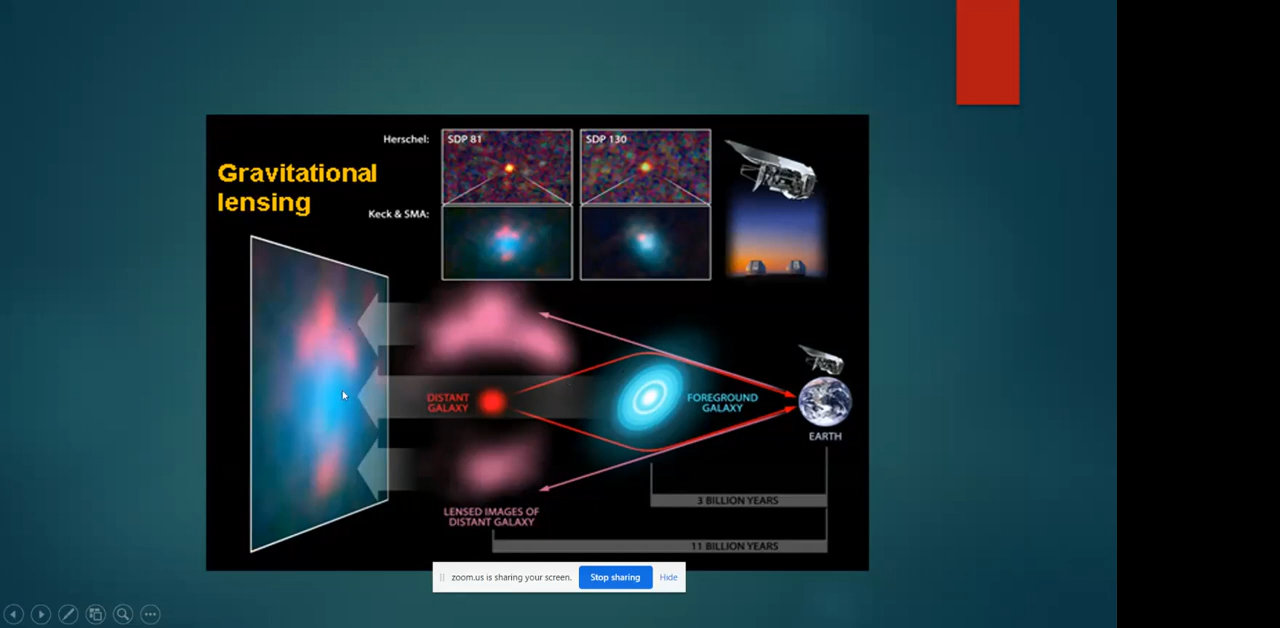 Herschel:
SDP 81
SDP 130
Gravitational
lensing
Keck & SMA:
DISTANT
GALAXY
FOREGROUND
GALAXY
EARTH
3 BILLION YEARS
LENSED IMAGES OF
DISTANT GALAXY
11 BILLION YEARS
zoom.us is sharing your screen.
Stop sharing
Hide